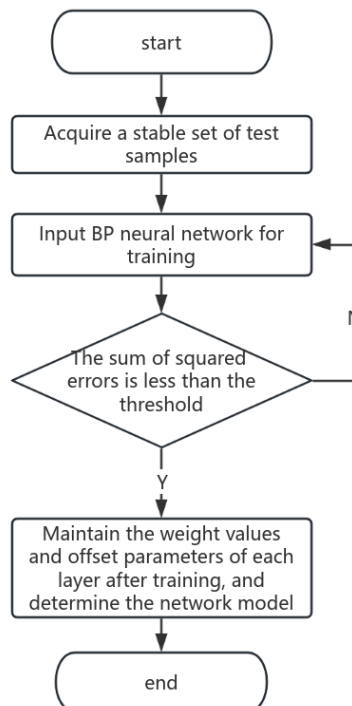 start
Acquire a stable set of test
samples
Input BP neural network for
training
N
The sum of squared
errors is less than the
threshold
Y
Maintain the weight values
and offset parameters of each
layer after training, and
determine the network model
end